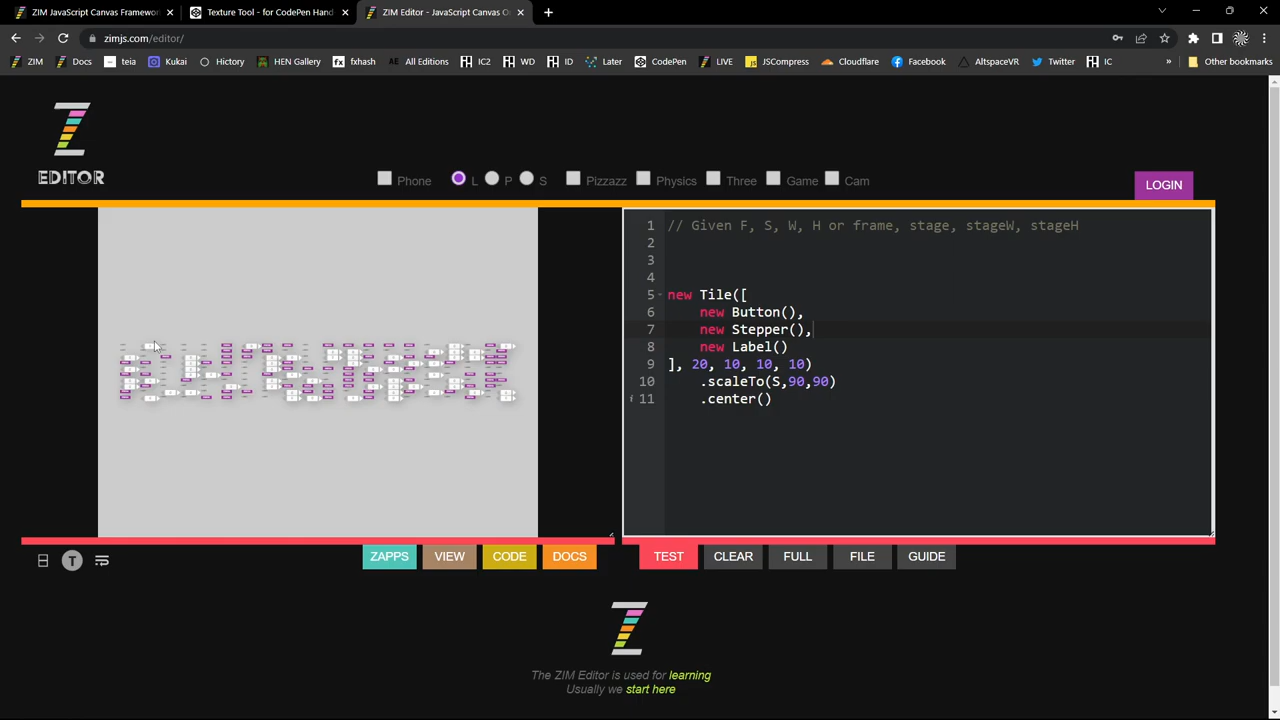 ZIM JavaScript Canvas Framewor
Texture Tool - for CodePen Hand
ZIM Editor - JavaScript Canvas O
zimjs.com/editor/
ZIM
Docs
teia
Kukai
Hictory
HEN Gallery
fxhash
AE All Editions
IC2
WD
ID
Later
CodePen
LIVE
JSCompress
Cloudflare
Facebook
AltspaceVR
Twitter
IC
»
Other bookmarks
EDITOR
Phone
L
P
S
Pizzazz
Physics
Three
Game
Cam
LOGIN
1 // Given F, S, W, H or frame, stage, stageW, stageH
2
3
4
5 new Tile([
6 new Button(),
7 new Stepper(),
8 new Label()
9 ], 20, 10, 10, 10)
10 .scaleTo(S,90,90)
11 .center()
T
ZAPPS
VIEW
CODE
DOCS
TEST
CLEAR
FULL
FILE
GUIDE
The ZIM Editor is used for learning
Usually we start here